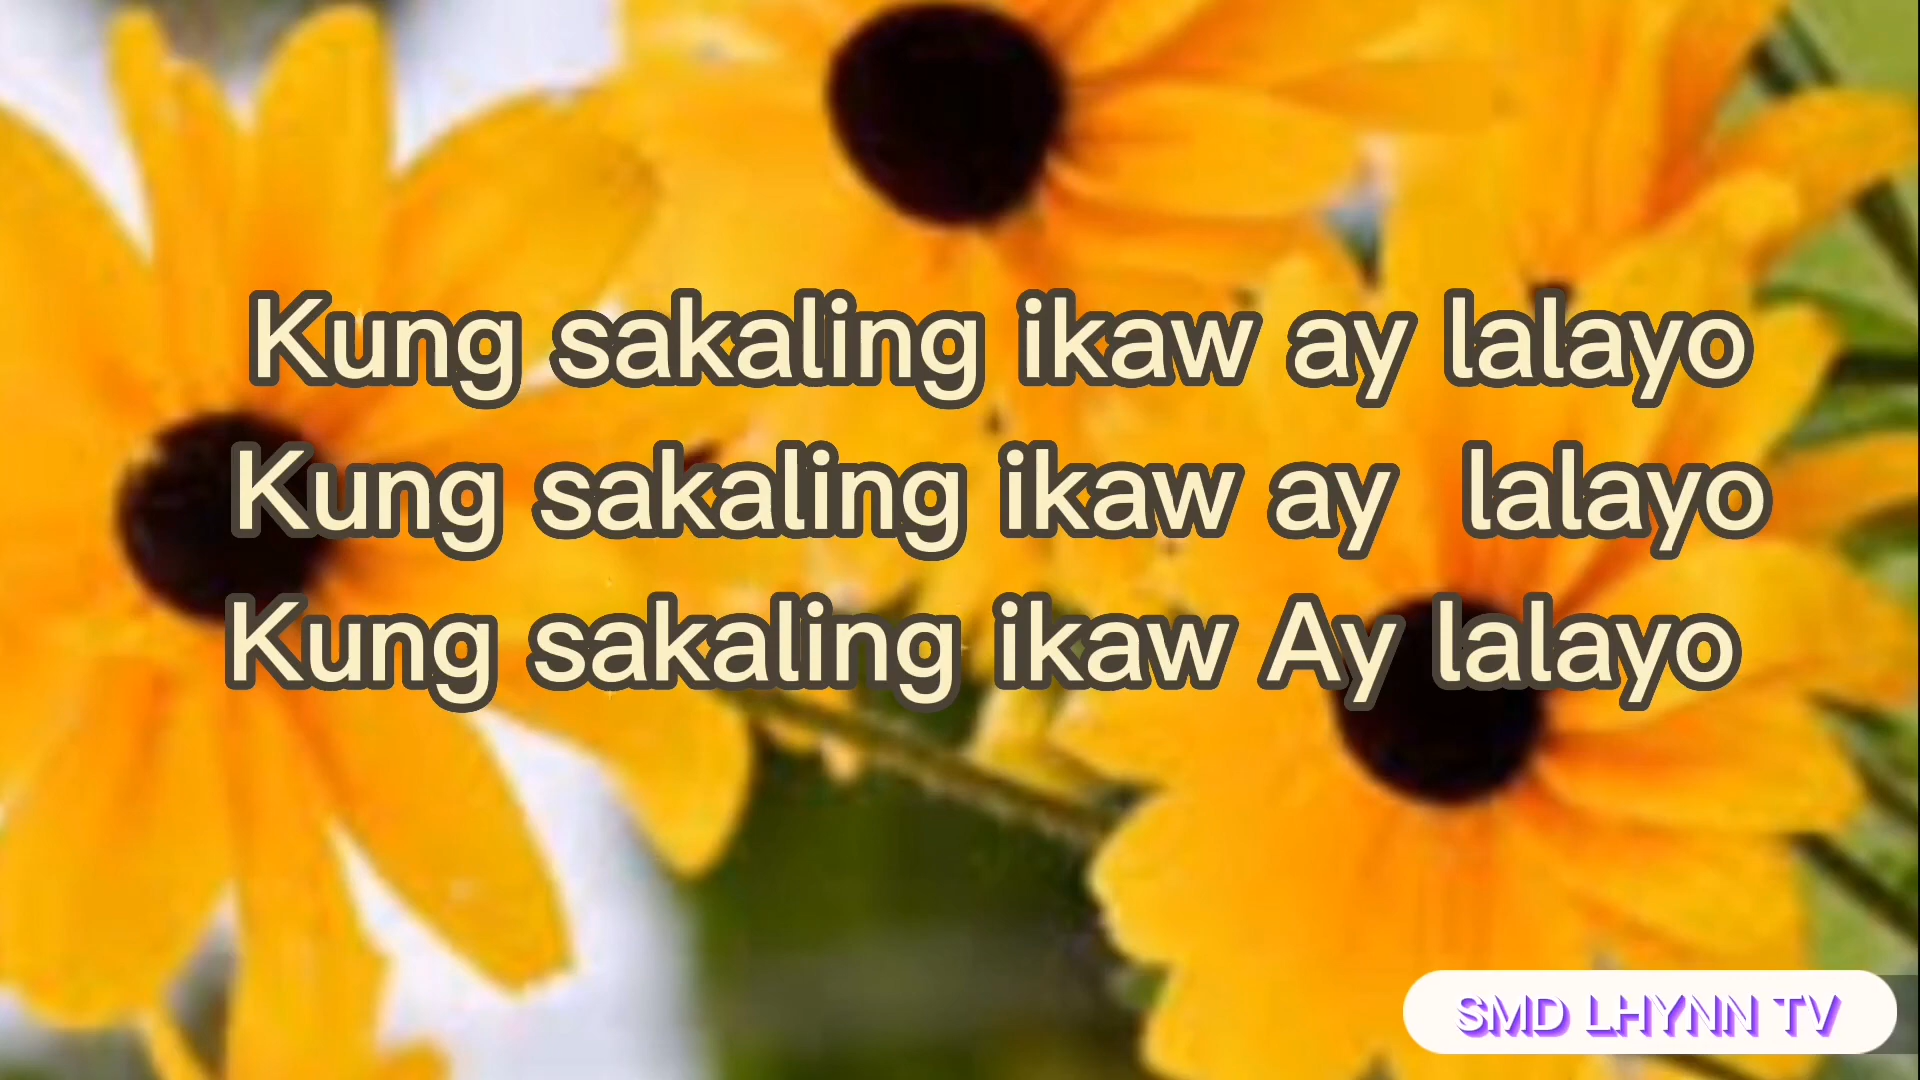 Kung sakaling ikaw ay lalayo
Kung sakaling ikaw ay  lalayo
Kung sakaling ikaw Ay lalayo
SMD LHYNN TV